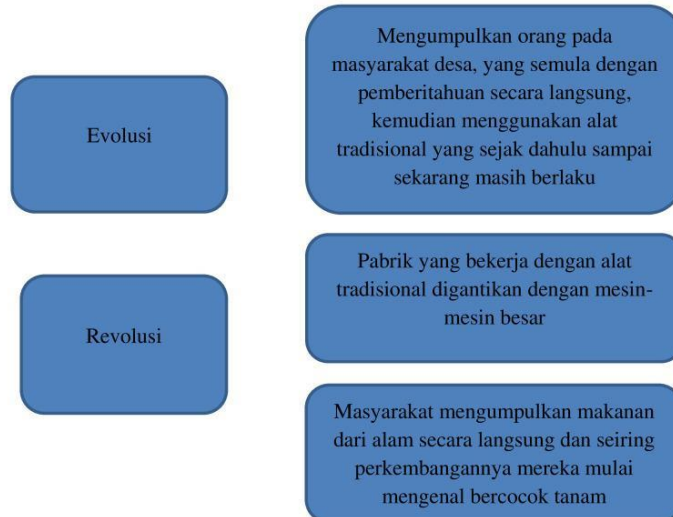 Evolusi
Revolusi
Mengumpulkan orang pada
masyarakat desa, yang semula dengan
pemberitahuan secara langsung,
kemudian menggunakan alat
tradisional yang sejak dahulu sampai
sekarang masih berlaku
Pabrik yang bekerja dengan alat
tradisional digantikan dengan mesin-
mesin besar
Masyarakat mengumpulkan makanan
dari alam secara langsung dan seiring
perkembangannya mereka mulai
mengenal bercocok tanam